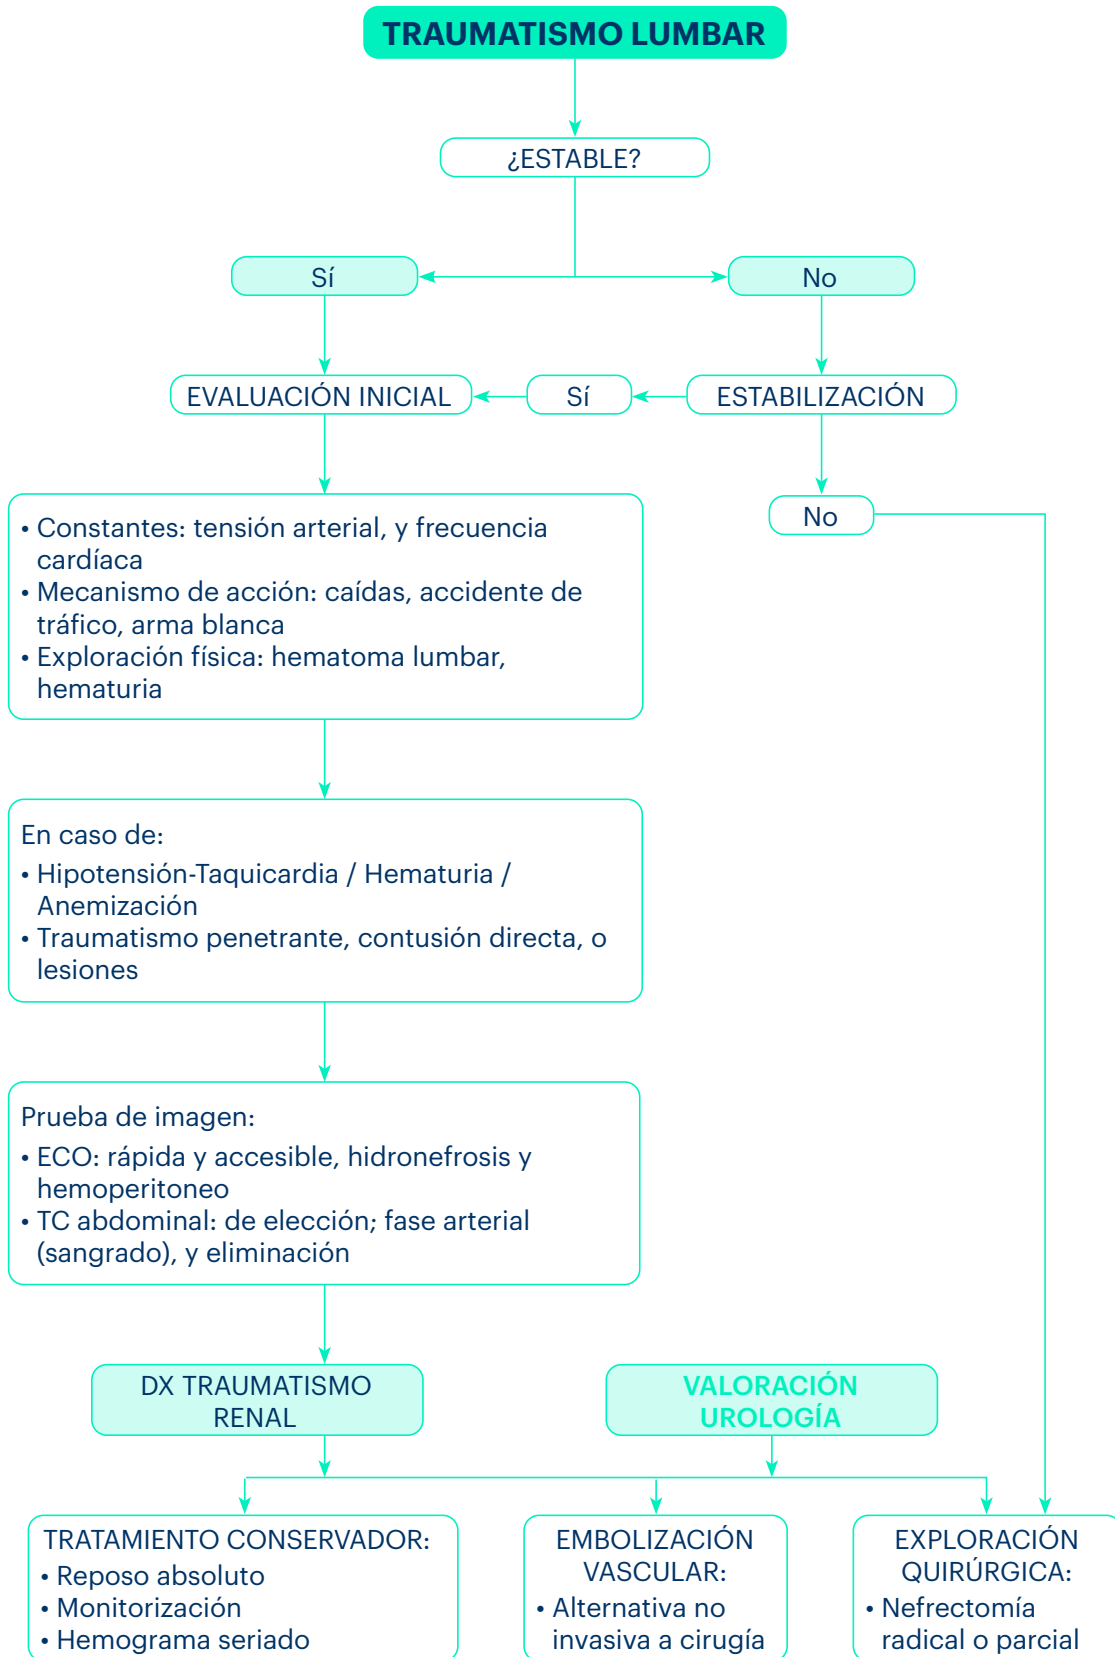 TRAUMATISMO LUMBAR
¿ESTABLE?
Sí
No
EVALUACIÓN INICIAL
Sí
ESTABILIZACIÓN
No
• Constantes: tensión arterial, y frecuencia
cardíaca
• Mecanismo de acción: caídas, accidente de
tráfico, arma blanca
• Exploración física: hematoma lumbar,
hematuria
En caso de:
• Hipotensión-Taquicardia / Hematuria /
Anemización
• Traumatismo penetrante, contusión directa, o
lesiones
Prueba de imagen:
• ECO: rápida y accesible, hidronefrosis y
hemoperitoneo
• TC abdominal: de elección; fase arterial
(sangrado), y eliminación
DX TRAUMATISMO
RENAL
VALORACIÓN
UROLOGÍA
TRATAMIENTO CONSERVADOR:
• Reposo absoluto
• Monitorización
• Hemograma seriado
EMBOLIZACIÓN
VASCULAR:
• Alternativa no
invasiva a cirugía
EXPLORACIÓN
QUIRÚRGICA:
• Nefrectomía
radical o parcial